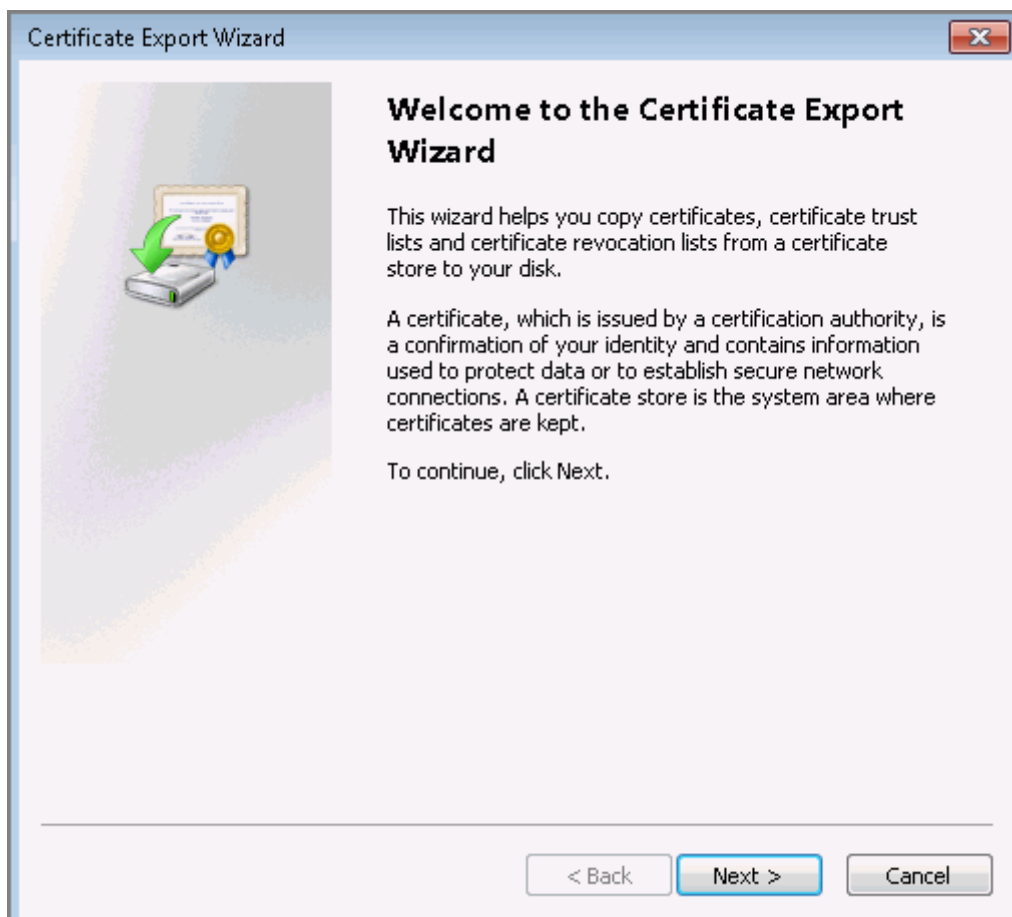 Certificate Export Wizard
Welcome to the Certificate Export
Wizard
This wizard helps you copy certificates, certificate trust
lists and certificate revocation lists from a certificate
store to your disk.
A certificate, which is issued by a certification authority, is
a confirmation of your identity and contains information
used to protect data or to establish secure network
connections. A certificate store is the system area where
certificates are kept.
To continue, click Next.
< Back
Next >
Cancel